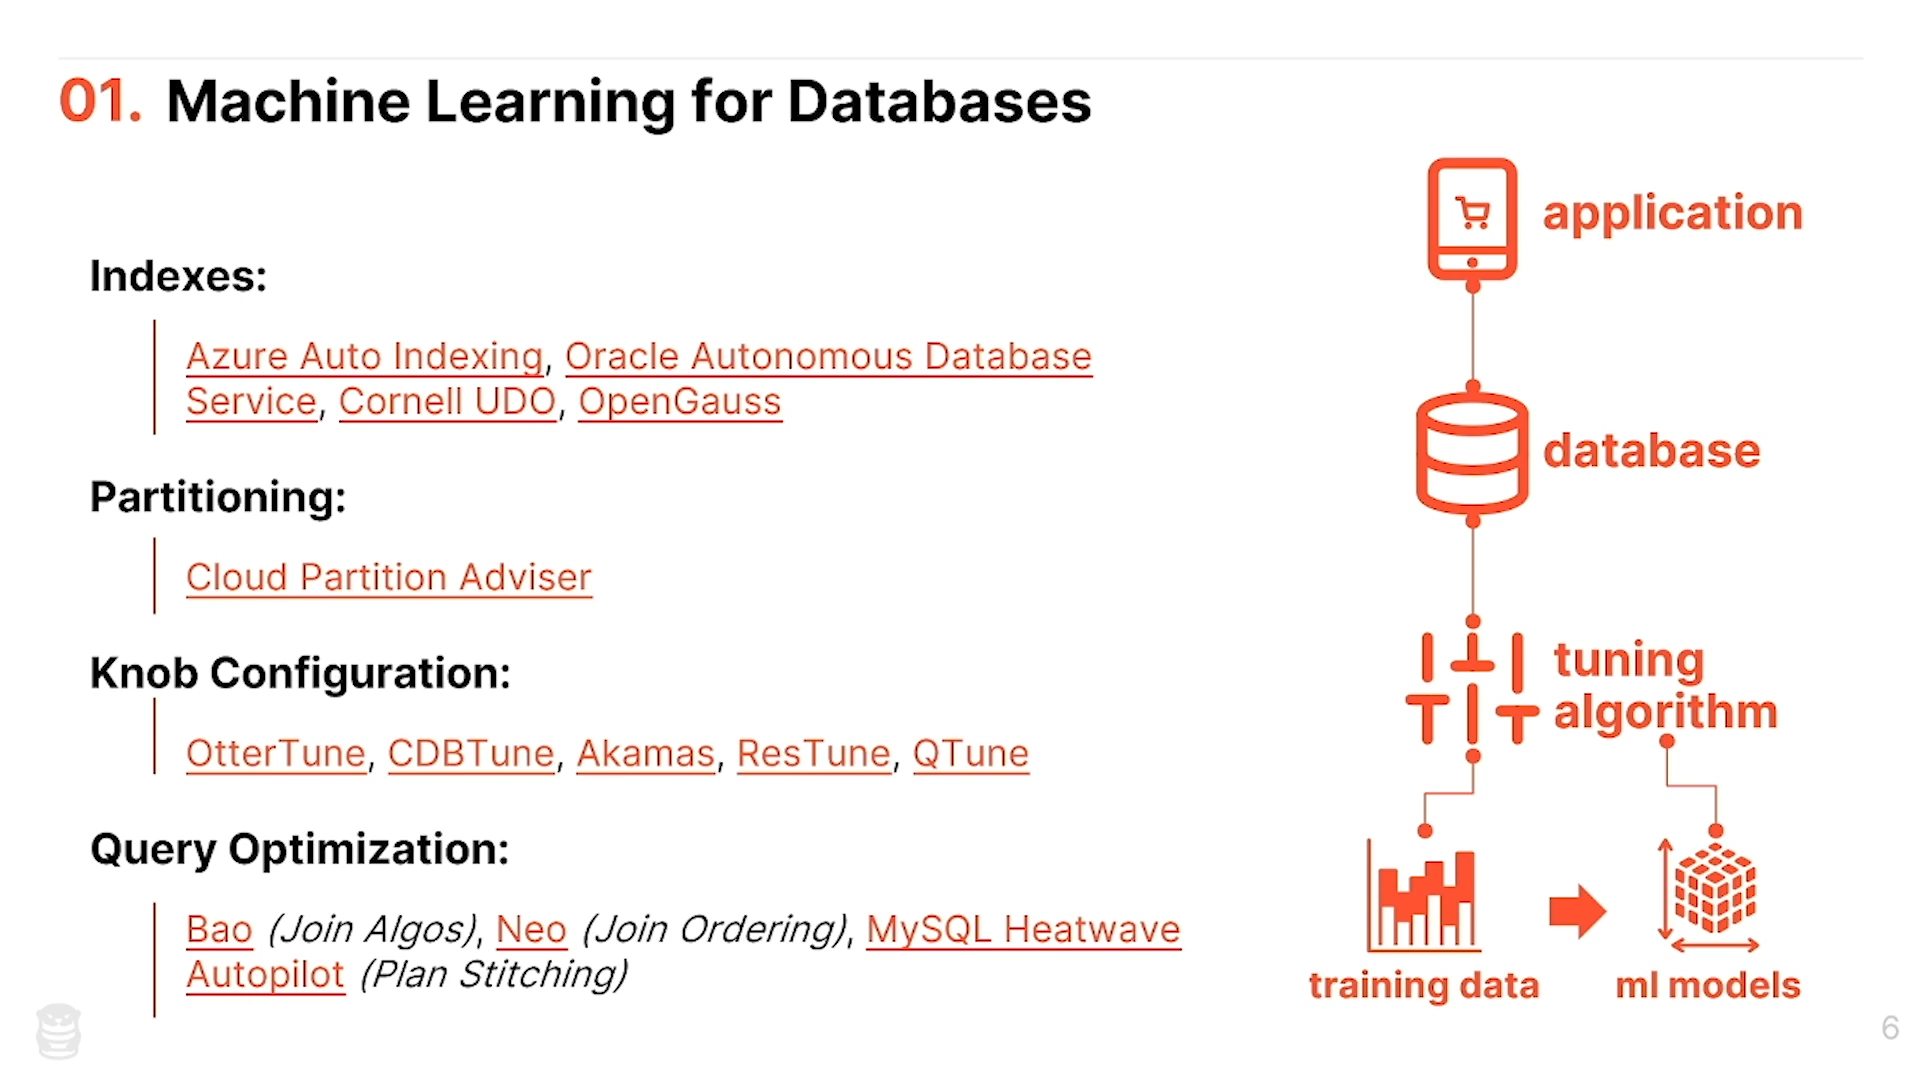 01. Machine Learning for Databases
Indexes:
Azure Auto Indexing, Oracle Autonomous Database
Service, Cornell UDO, OpenGauss
Partitioning:
Cloud Partition Adviser
Knob Configuration:
OtterTune, CDBTune, Akamas, ResTune, QTune
Query Optimization:
Bao (Join Algos), Neo (Join Ordering), MySQL Heatwave
Autopilot (Plan Stitching)
application
database
tuning
algorithm
training data
ml models
6